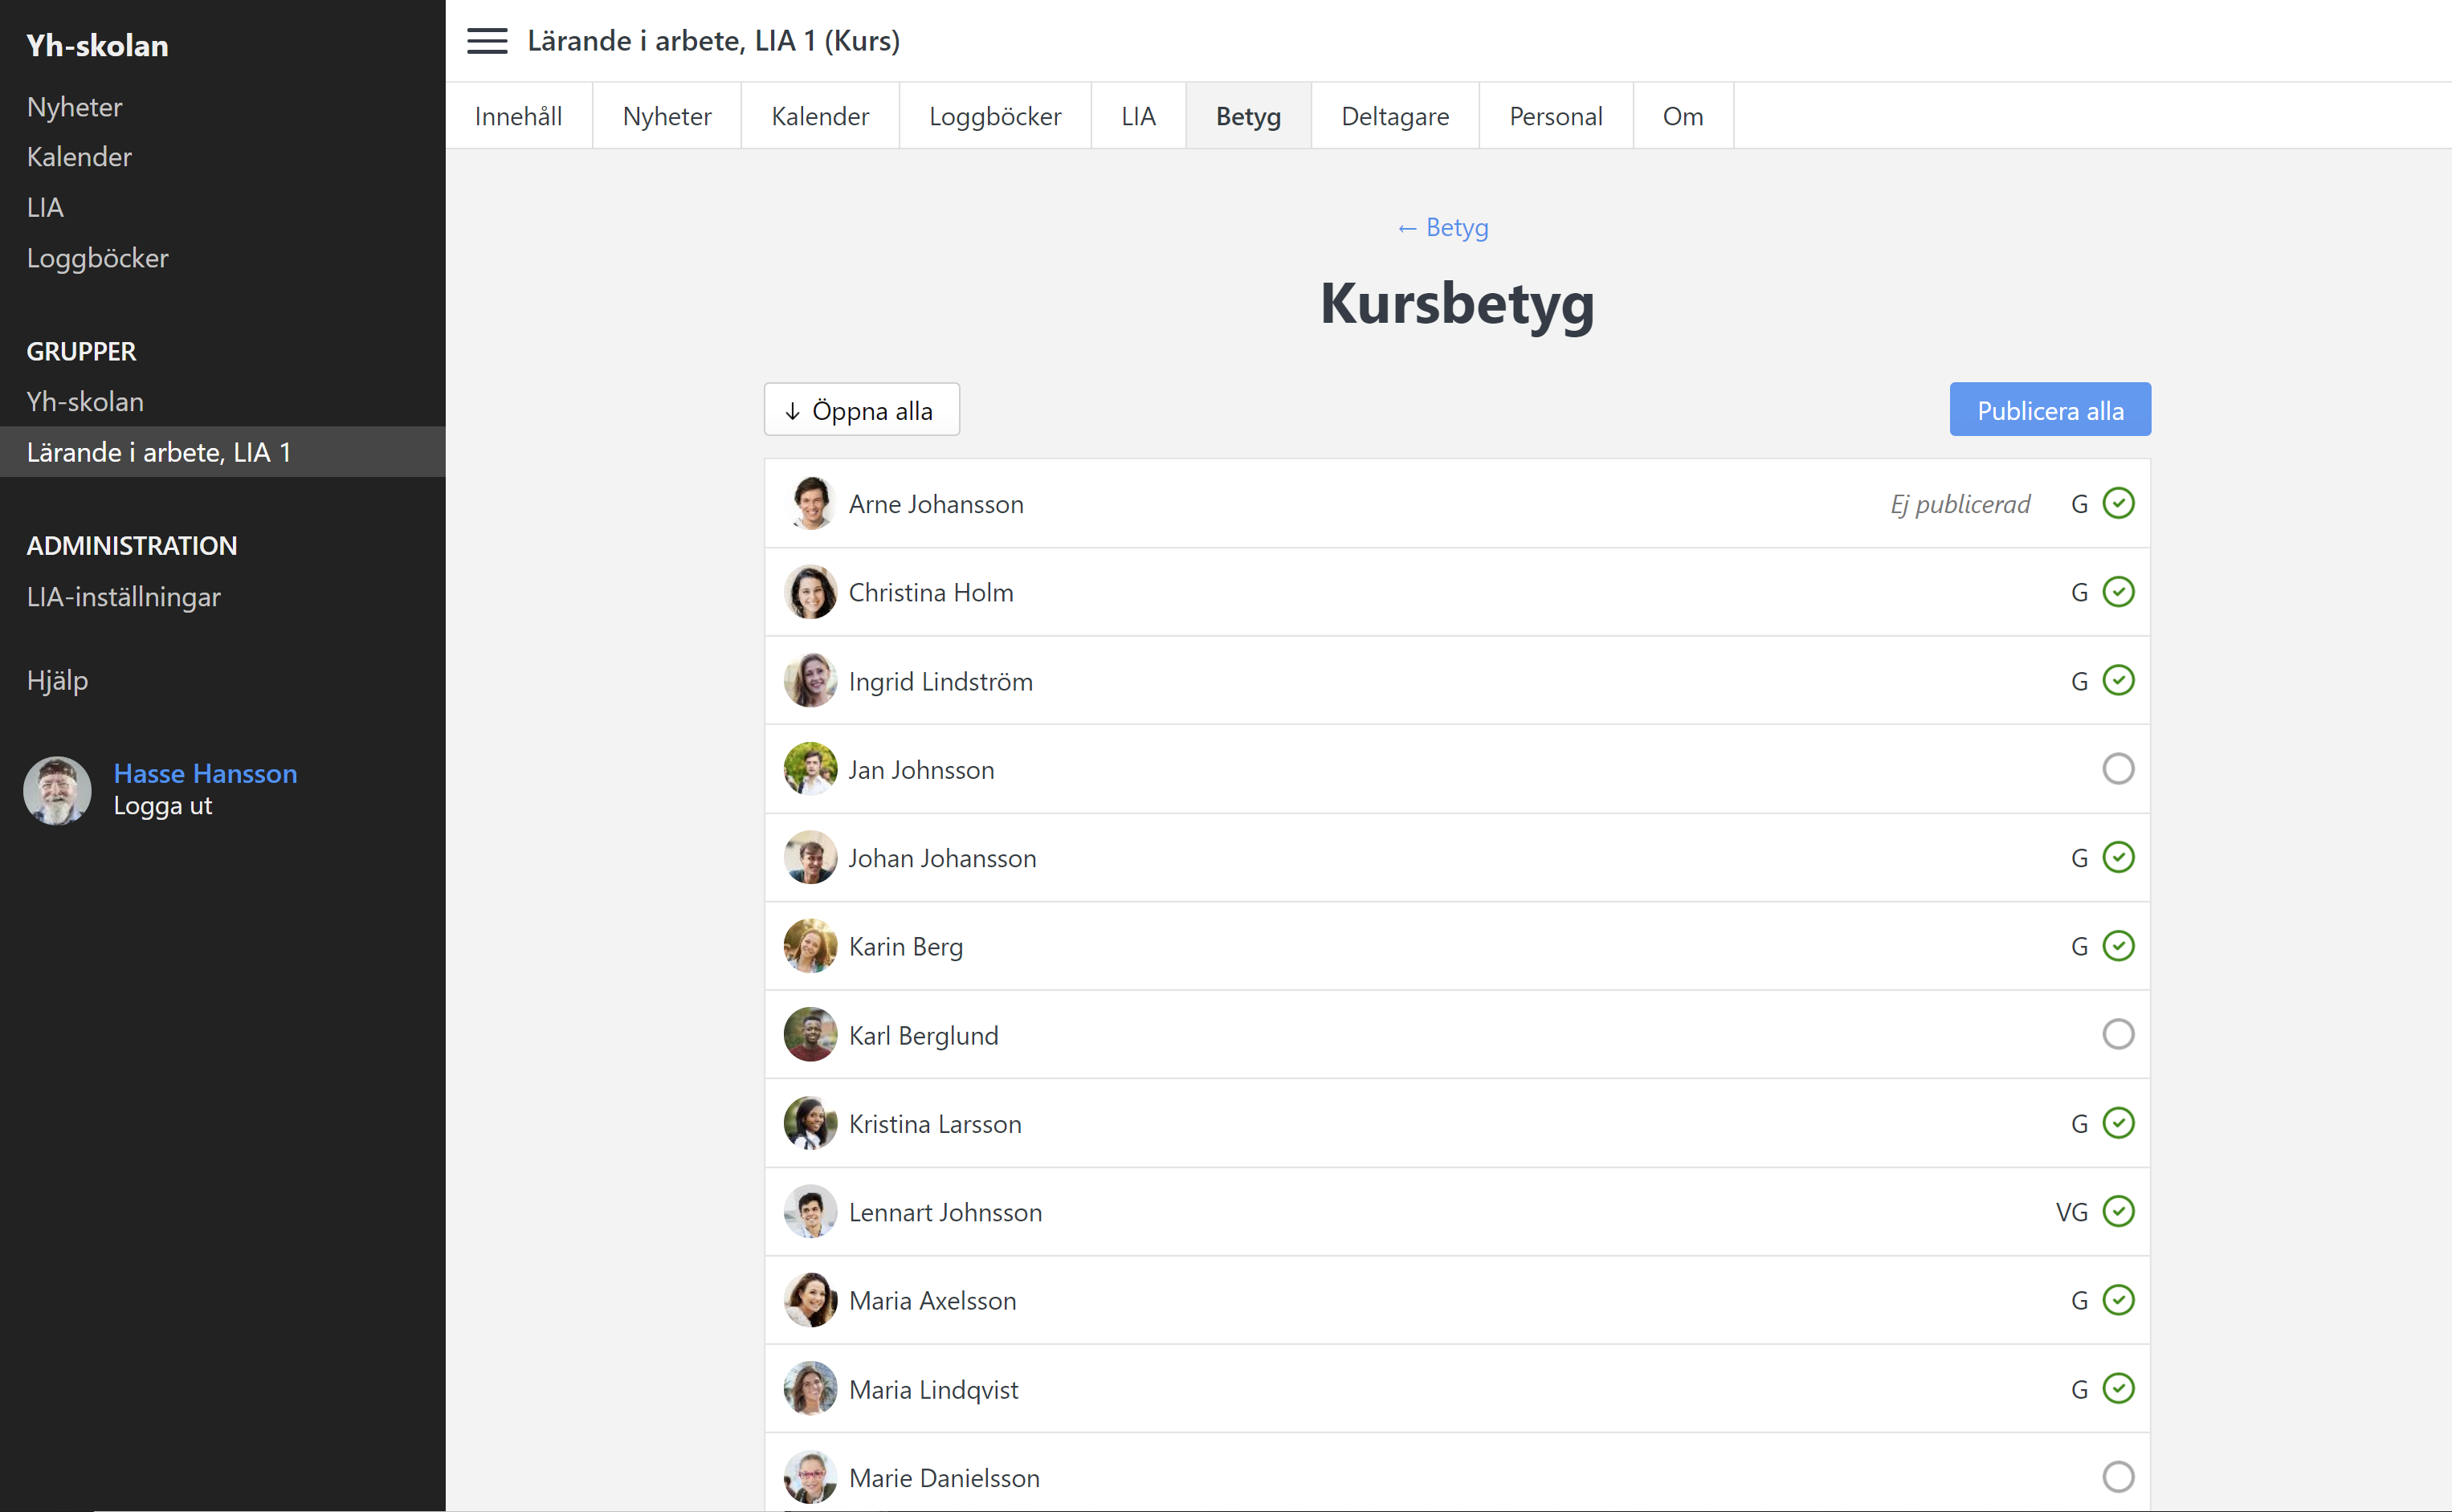 Yh-skolan
Nyheter
Kalender
LIA
Loggböcker
GRUPPER
Yh-skolan
Lärande i arbete, LIA 1
ADMINISTRATION
LIA-inställningar
Hjälp
Hasse Hansson
Logga ut
Lärande i arbete, LIA 1 (Kurs)
Innehåll Nyheter Kalender Loggböcker LIA Betyg Deltagare Personal Om
← Betyg
Kursbetyg
↓ Öppna alla Publicera alla
Arne Johansson Ej publicerad G
Christina Holm G
Ingrid Lindström G
Jan Johnsson
Johan Johansson G
Karin Berg G
Karl Berglund
Kristina Larsson G
Lennart Johnsson VG
Maria Axelsson G
Maria Lindqvist G
Marie Danielsson